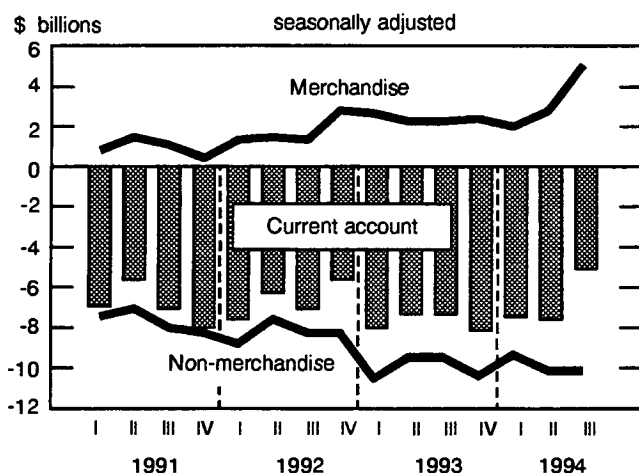 $ billions seasonally adjusted
6
Merchandise
4
2
0
-2
Current account
-4
-6
-8
Non-merchandise
-10
-12
I II III IV I II III IV I II III IV I II III
1991 1992 1993 1994